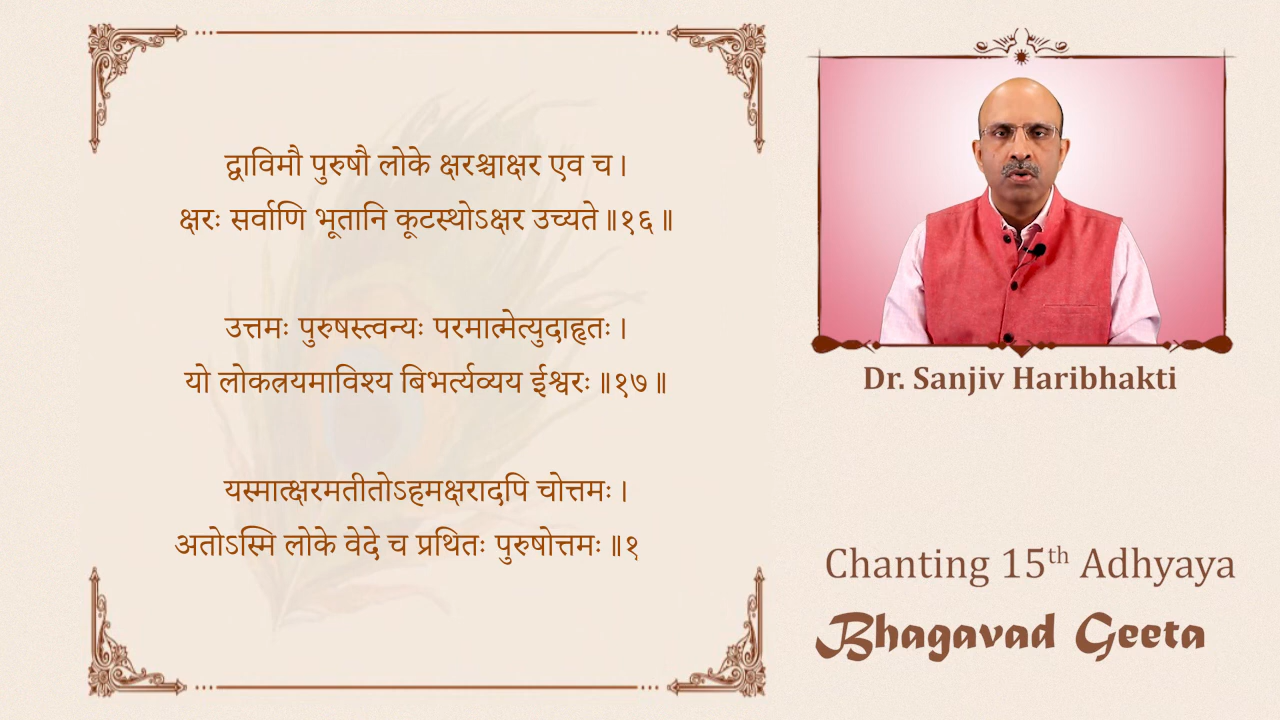 द्वाविमौ पुरुषौ लोके क्षरश्चाक्षर एव च।
क्षरः सर्वाणि भूतानि कूटस्थोऽक्षर उच्यते॥१६॥
उत्तमः पुरुषस्त्वन्यः परमात्मेत्युदाहृतः।
यो लोकत्रयमाविश्य बिभर्त्यव्यय ईश्वरः॥१७॥
यस्मात्क्षरमतीतोऽहमक्षरादपि चोत्तमः।
अतोऽस्मि लोके वेदे च प्रथितः पुरुषोत्तमः॥१
Dr. Sanjiv Haribhakti
Chanting 15th Adhyaya
Bhagavad Geeta